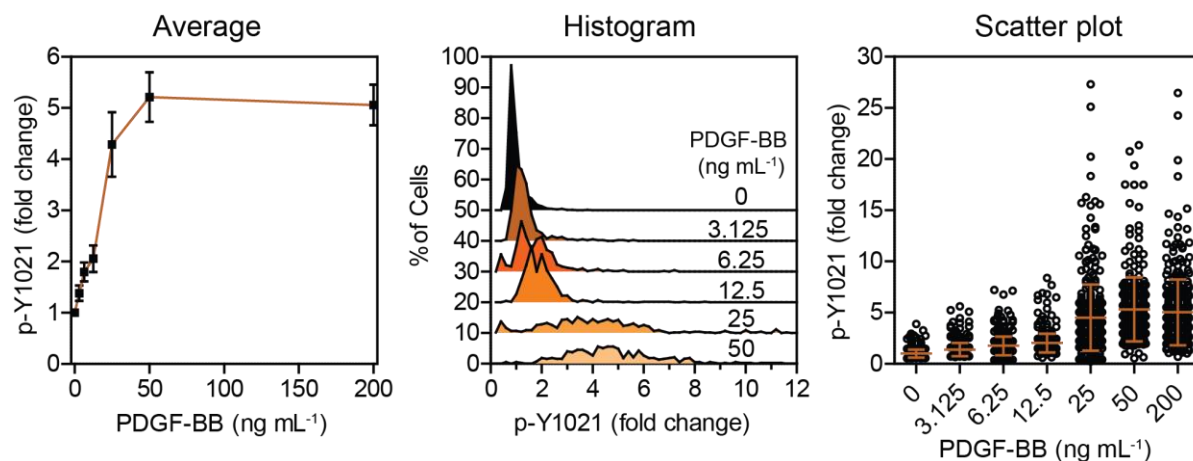 Average
p-Y1021 (fold change)
6
5
4
3
2
1
0
0 50 100 150 200
PDGF-BB (ng mL⁻¹)
Histogram
% of Cells
100
90
80
70
60
50
40
30
20
10
0
PDGF-BB
(ng mL⁻¹)
0
3.125
6.25
12.5
25
50
0 2 4 6 8 10 12
p-Y1021 (fold change)
Scatter plot
p-Y1021 (fold change)
30
25
20
15
10
5
0
0 3.125 6.25 12.5 25 50 200
PDGF-BB (ng mL⁻¹)